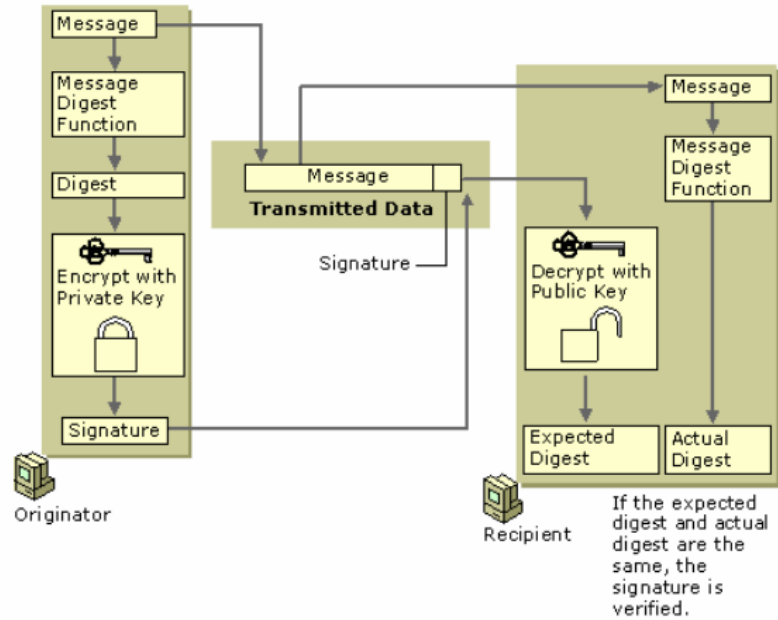 Message
Message
Digest
Function
Digest
Encrypt with
Private Key
Signature
Originator
Message
Transmitted Data
Signature
Message
Message
Digest
Function
Decrypt with
Public Key
Expected
Digest
Actual
Digest
Recipient
If the expected
digest and actual
digest are the
same, the
signature is
verified.